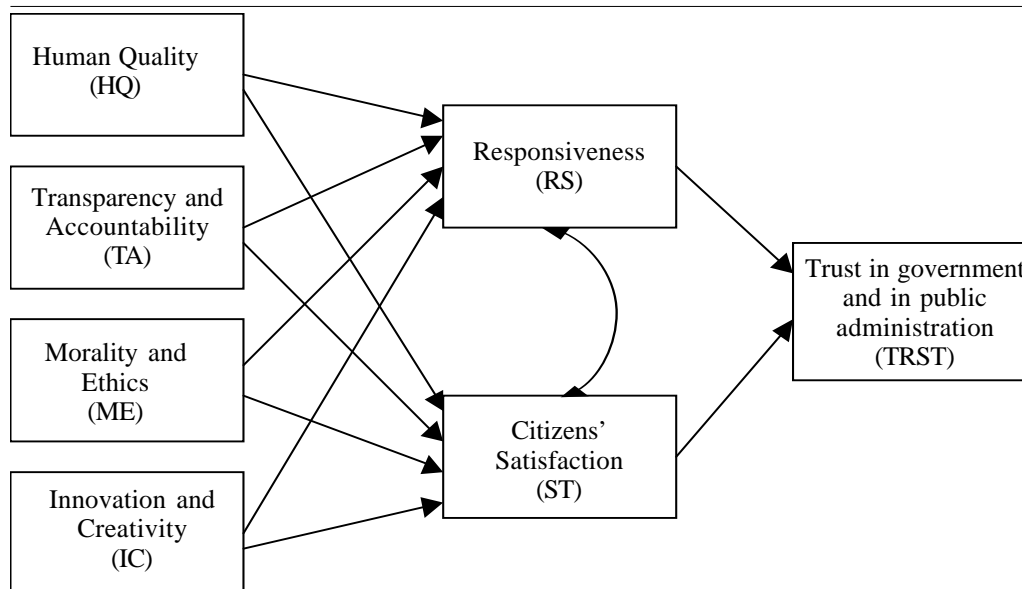 Human Quality
(HQ)
Transparency and
Accountability
(TA)
Morality and
Ethics
(ME)
Innovation and
Creativity
(IC)
Responsiveness
(RS)
Citizens’
Satisfaction
(ST)
Trust in government
and in public
administration
(TRST)